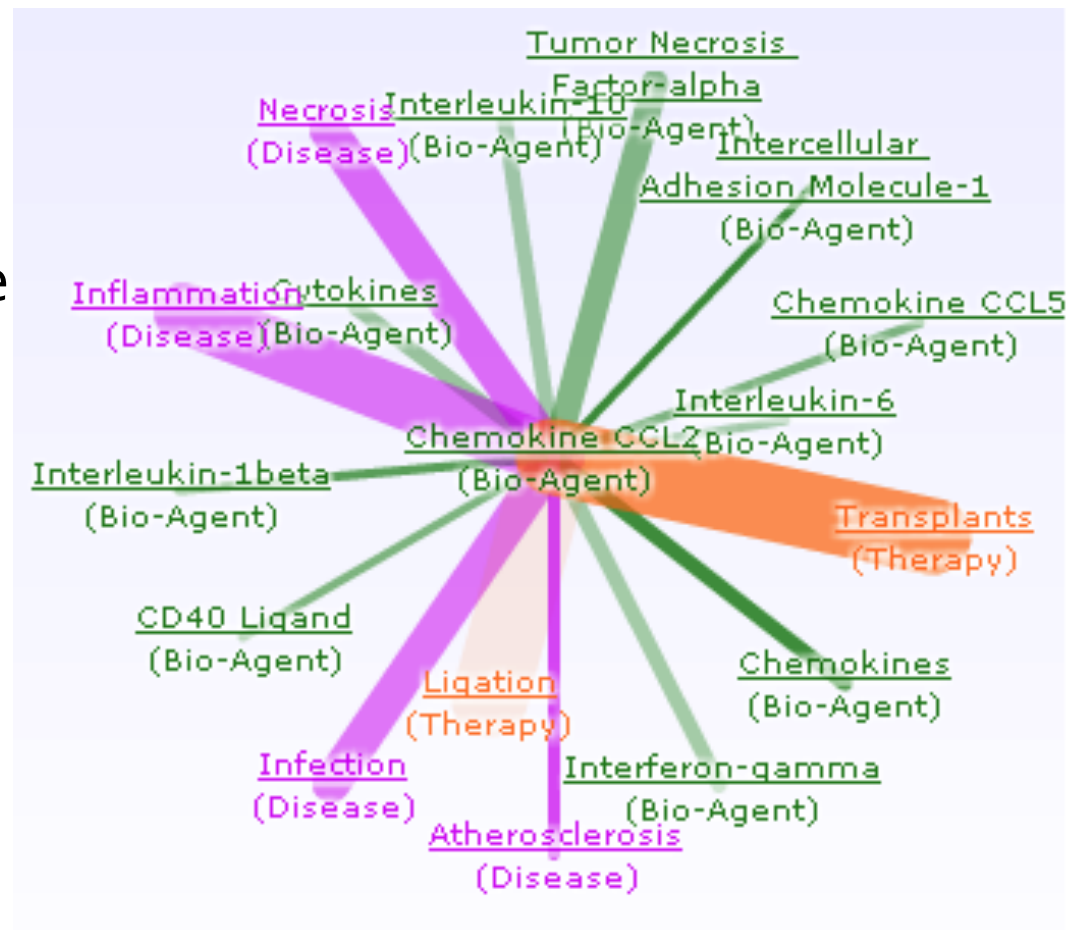 Tumor Necrosis
Factor-alpha
(Bio-Agent)
Necrosis
(Disease)
Interleukin-10
(Bio-Agent)
Intercellular
Adhesion Molecule-1
(Bio-Agent)
e
Inflammation
(Disease)
Cytokines
(Bio-Agent)
Chemokine CCL5
(Bio-Agent)
Interleukin-6
(Bio-Agent)
Chemokine CCL2
(Bio-Agent)
Interleukin-1beta
(Bio-Agent)
Transplants
(Therapy)
CD40 Ligand
(Bio-Agent)
Ligation
(Therapy)
Chemokines
(Bio-Agent)
Infection
(Disease)
Interferon-gamma
(Bio-Agent)
Atherosclerosis
(Disease)